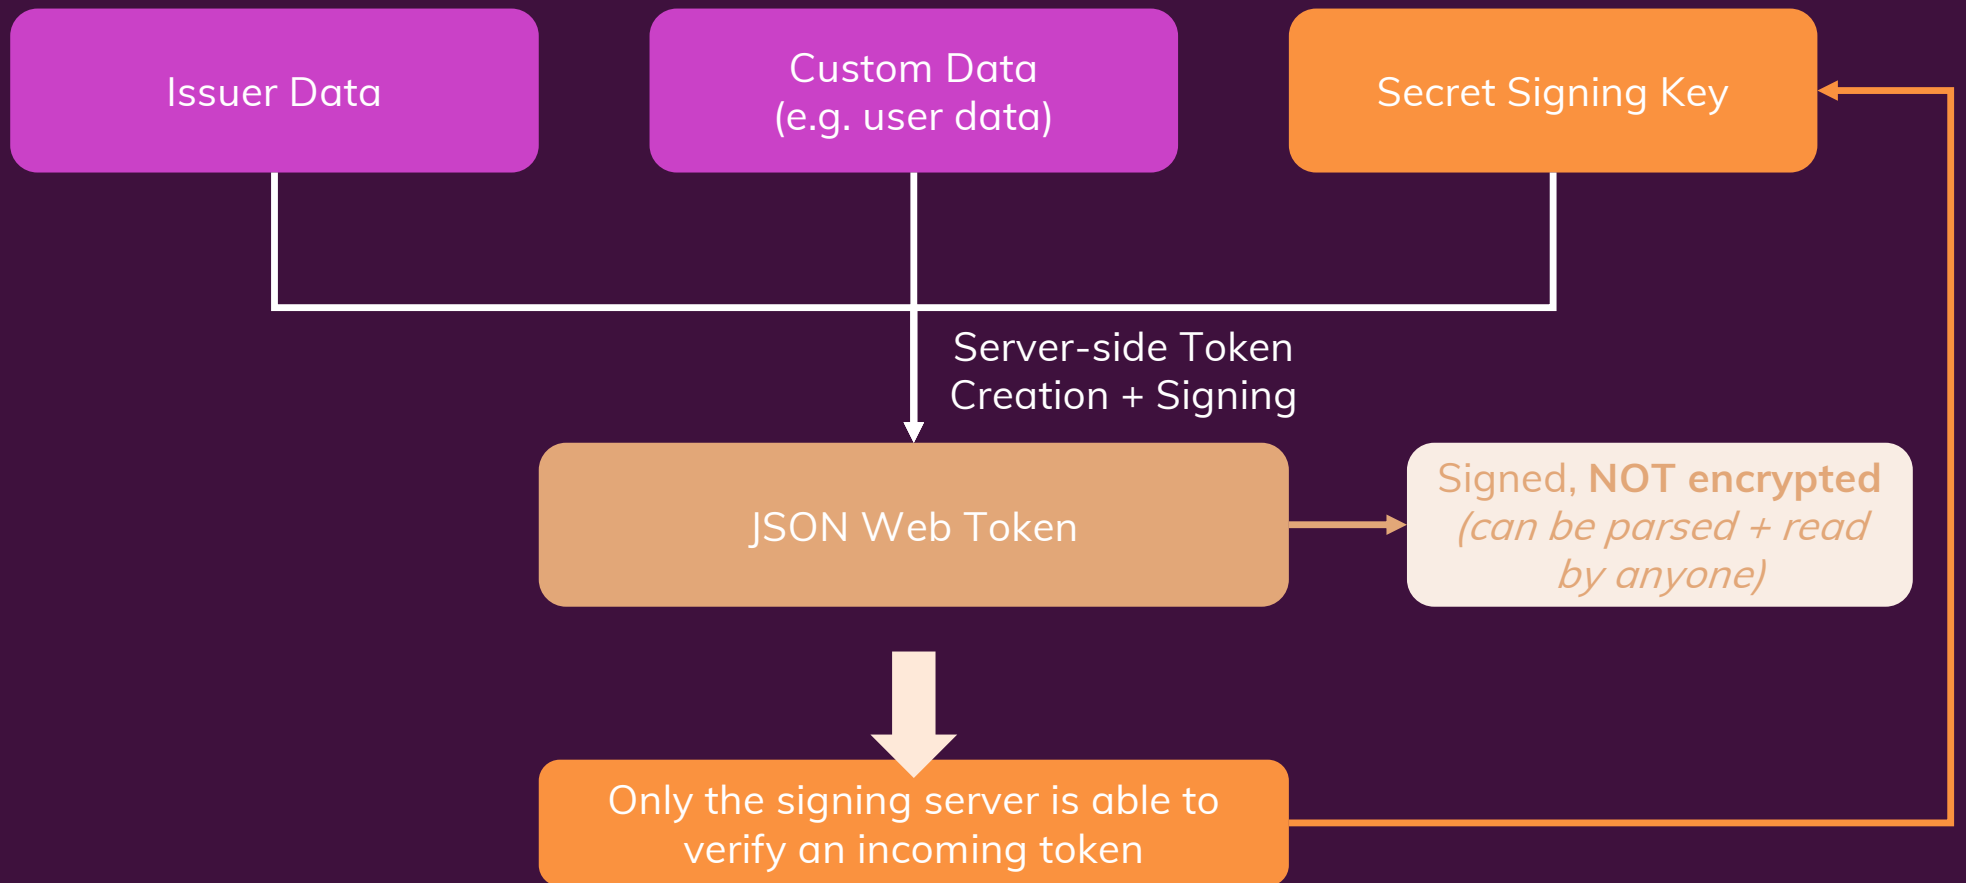 Issuer Data
Custom Data
(e.g. user data)
Secret Signing Key
Server-side Token
Creation + Signing
JSON Web Token
Signed, NOT encrypted
(can be parsed + read
by anyone)
Only the signing server is able to
verify an incoming token